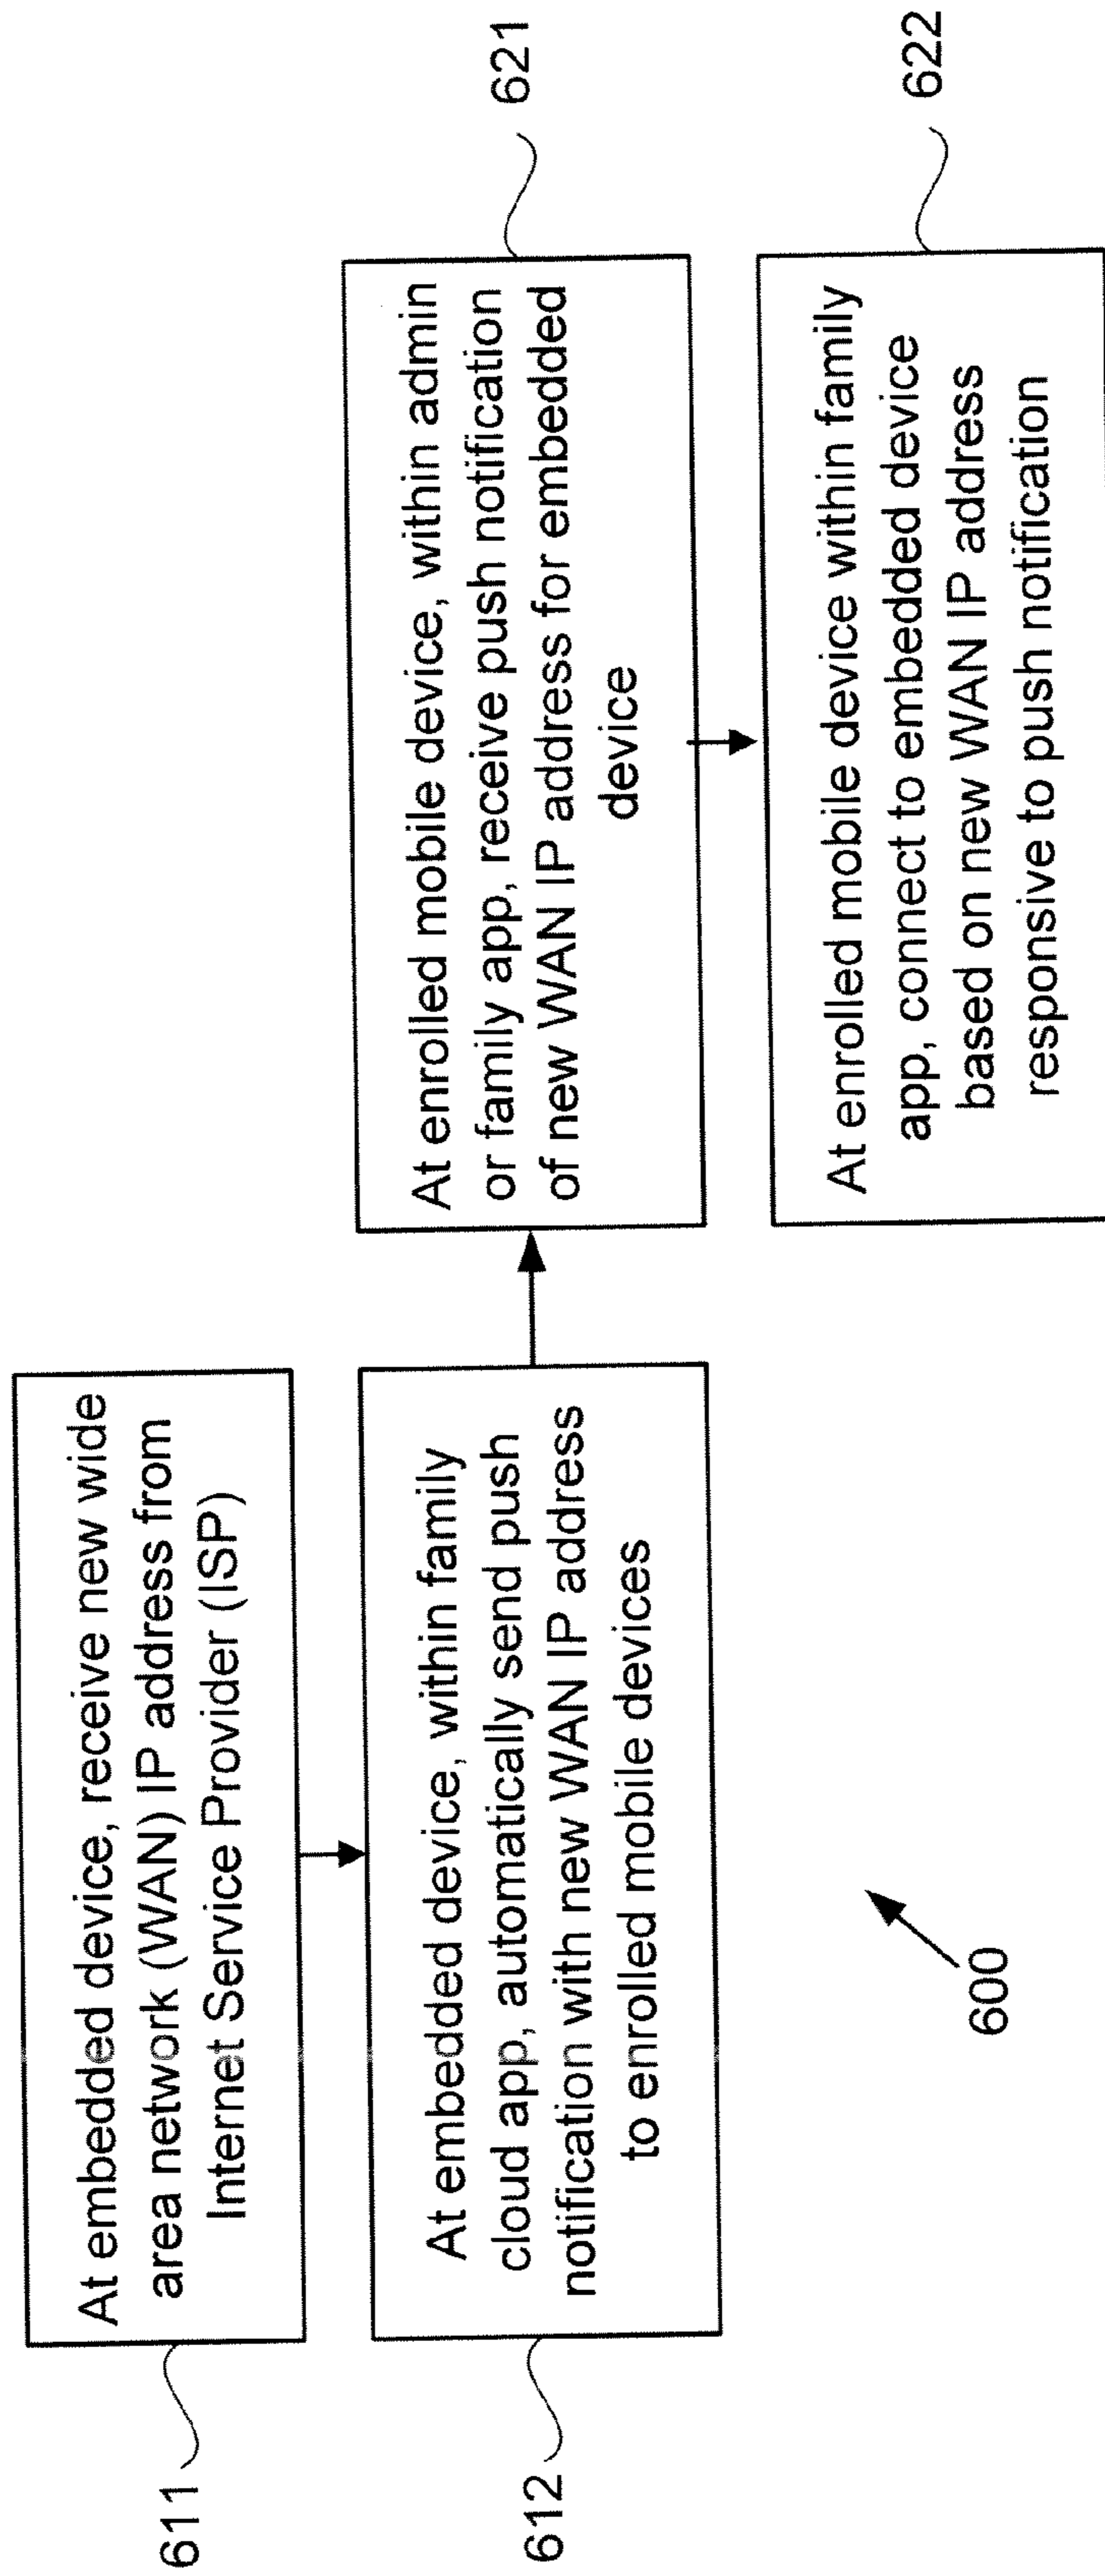 611
At embedded device, receive new wide
area network (WAN) IP address from
Internet Service Provider (ISP)
612
At embedded device, within family
cloud app, automatically send push
notification with new WAN IP address
to enrolled mobile devices
At enrolled mobile device, within admin
or family app, receive push notification
of new WAN IP address for embedded
device
621
At enrolled mobile device within family
app, connect to embedded device
based on new WAN IP address
responsive to push notification
622
600